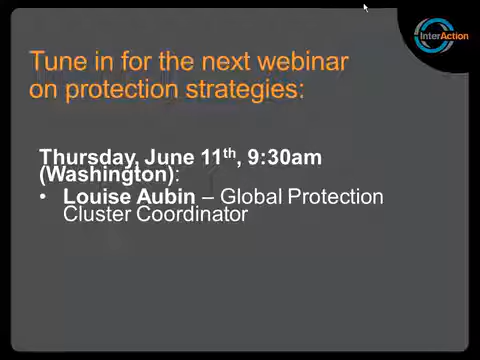 InterAction
Tune in for the next webinar
on protection strategies:
Thursday, June 11th, 9:30am
(Washington):
• Louise Aubin – Global Protection
Cluster Coordinator